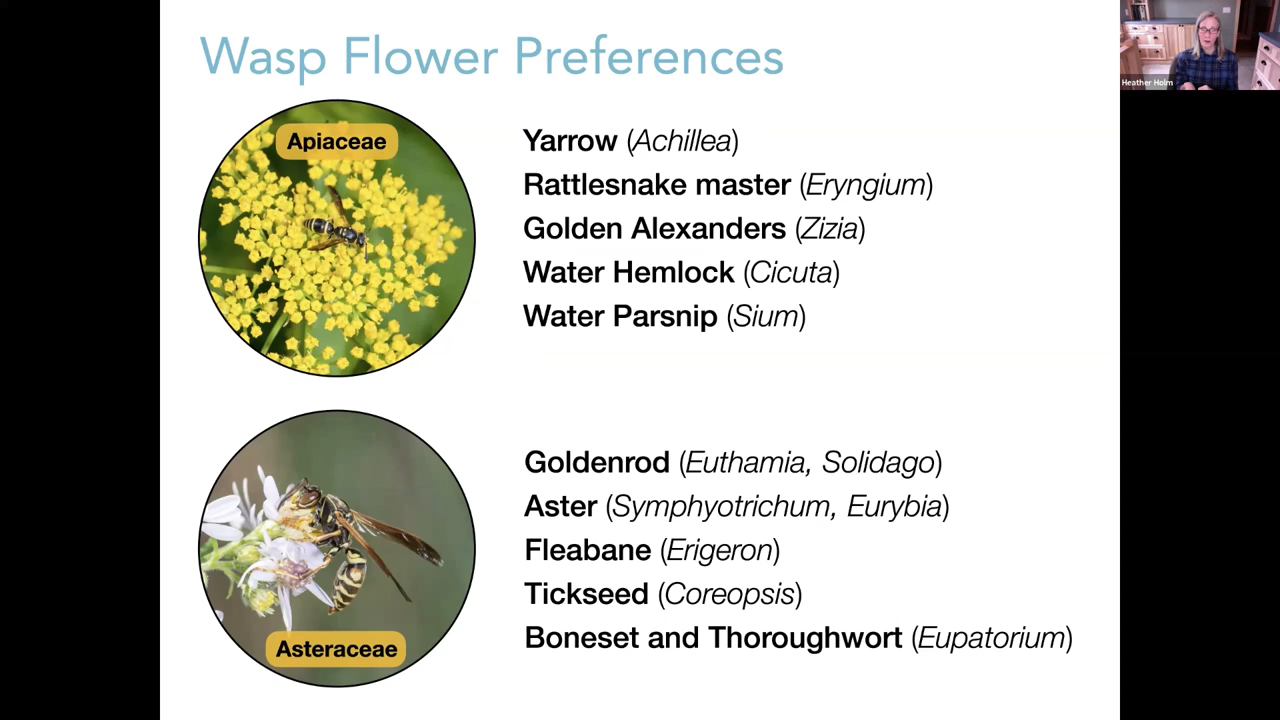 Wasp Flower Preferences
Heather Holm
Apiaceae
Yarrow (Achillea)
Rattlesnake master (Eryngium)
Golden Alexanders (Zizia)
Water Hemlock (Cicuta)
Water Parsnip (Sium)
Goldenrod (Euthamia, Solidago)
Aster (Symphyotrichum, Eurybia)
Fleabane (Erigeron)
Tickseed (Coreopsis)
Boneset and Thoroughwort (Eupatorium)
Asteraceae